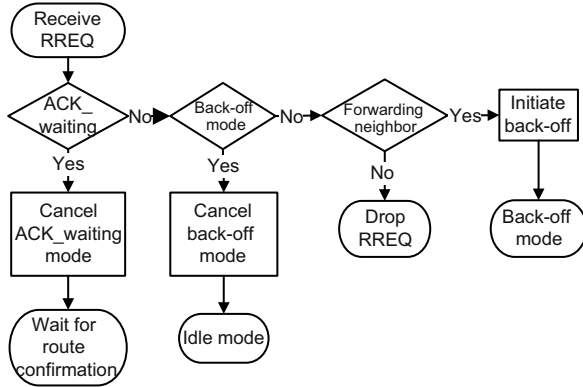 Receive
RREQ
ACK_
waiting
No
Back-off
mode
No
Forwarding
neighbor
Yes
Initiate
back-off
Yes
Yes
No
Cancel
ACK_waiting
mode
Cancel
back-off
mode
Drop
RREQ
Back-off
mode
Wait for
route
confirmation
Idle mode